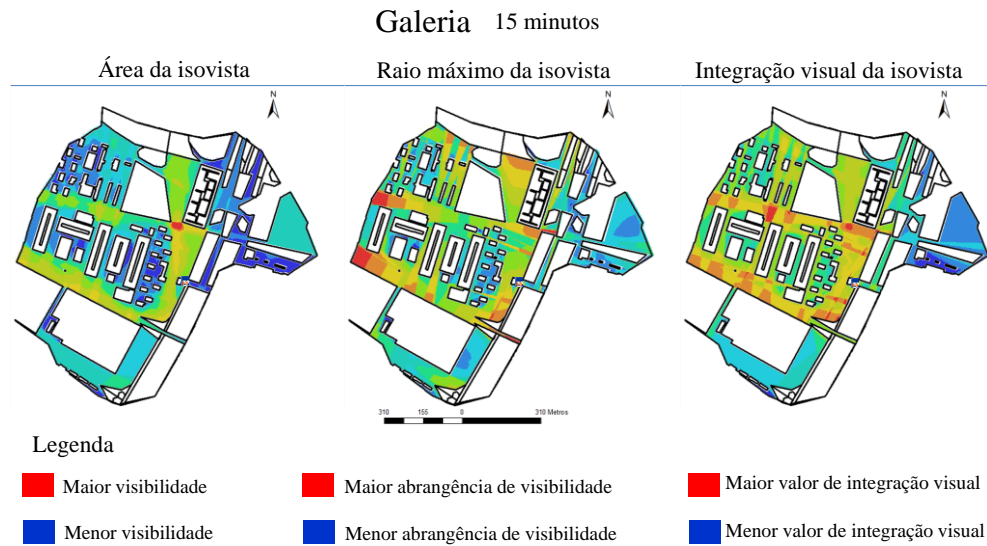 Galeria 15 minutos
Área da isovista
Raio máximo da isovista
Integração visual da isovista
N
N
N
310 155 0 310 Metros
Legenda
Maior visibilidade
Maior abrangência de visibilidade
Maior valor de integração visual
Menor visibilidade
Menor abrangência de visibilidade
Menor valor de integração visual